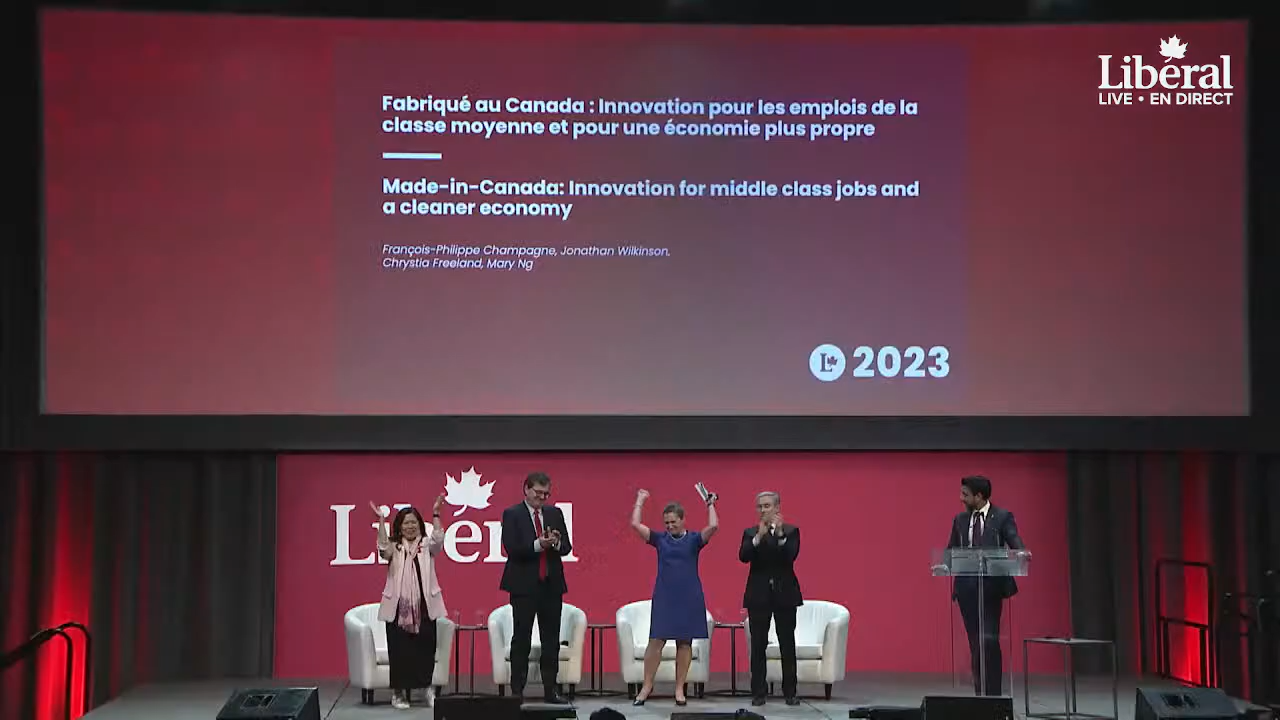 Libéral
LIVE • EN DIRECT
Fabriqué au Canada : Innovation pour les emplois de la
classe moyenne et pour une économie plus propre
Made-in-Canada: Innovation for middle class jobs and
a cleaner economy
François-Philippe Champagne, Jonathan Wilkinson,
Chrystia Freeland, Mary Ng
L 2023
Libéral